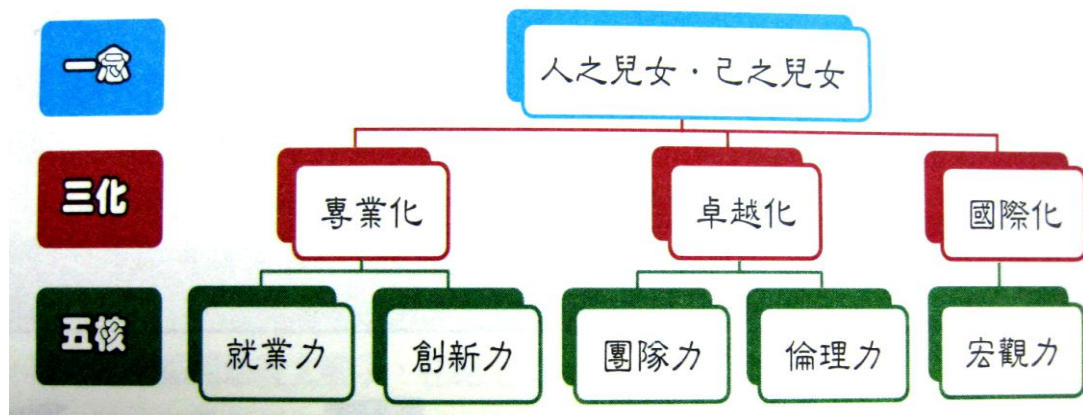 一念
人之兒女‧己之兒女
三化
專業化
卓越化
國際化
五核
就業力
創新力
團隊力
倫理力
宏觀力